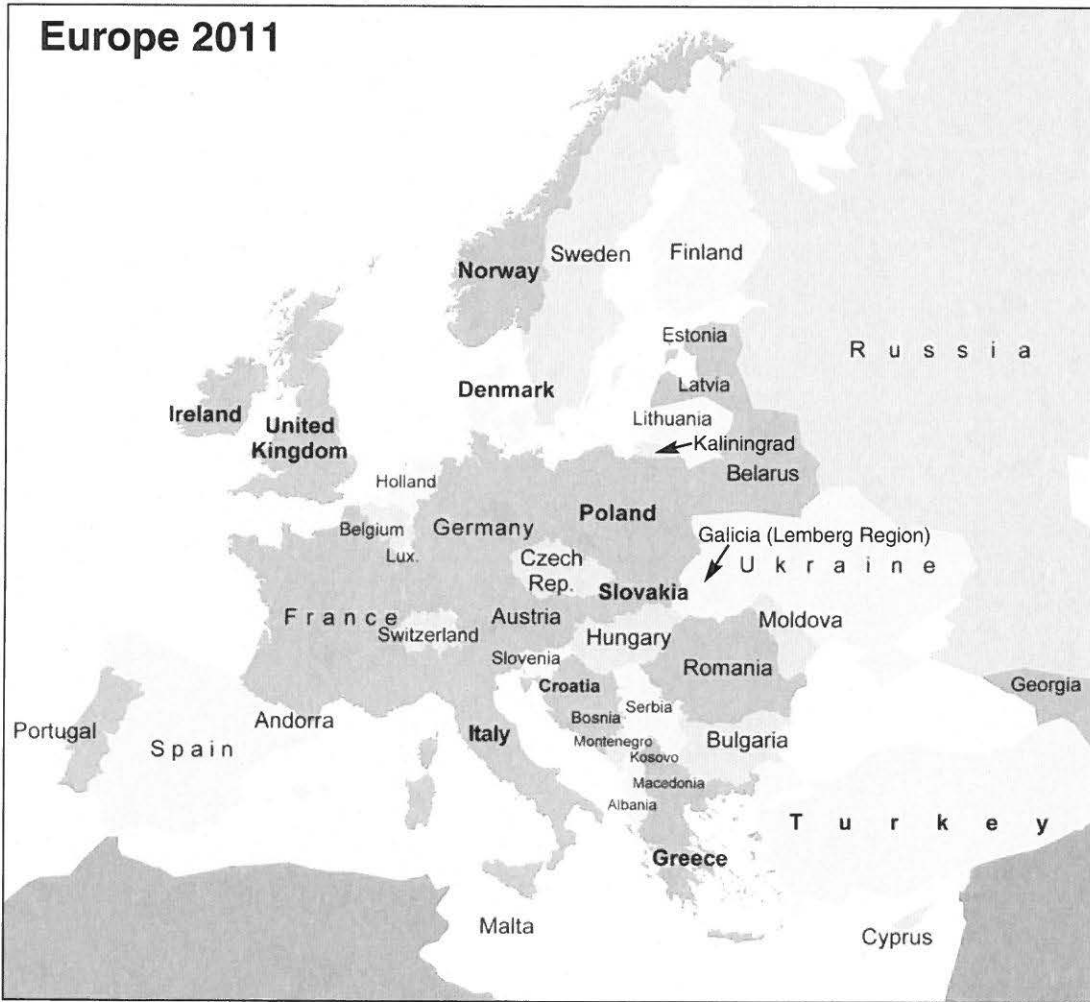 Europe 2011
Norway
Sweden
Finland
Estonia
Russia
Latvia
Denmark
Ireland
United
Kingdom
Lithuania
Kaliningrad
Belarus
Holland
Belgium
Germany
Poland
Lux.
Galicia (Lemberg Region)
Czech
Rep.
Ukraine
Slovakia
France
Switzerland
Austria
Hungary
Moldova
Slovenia
Romania
Croatia
Georgia
Serbia
Portugal
Andorra
Spain
Italy
Bosnia
Montenegro
Bulgaria
Kosovo
Macedonia
Albania
Turkey
Greece
Malta
Cyprus